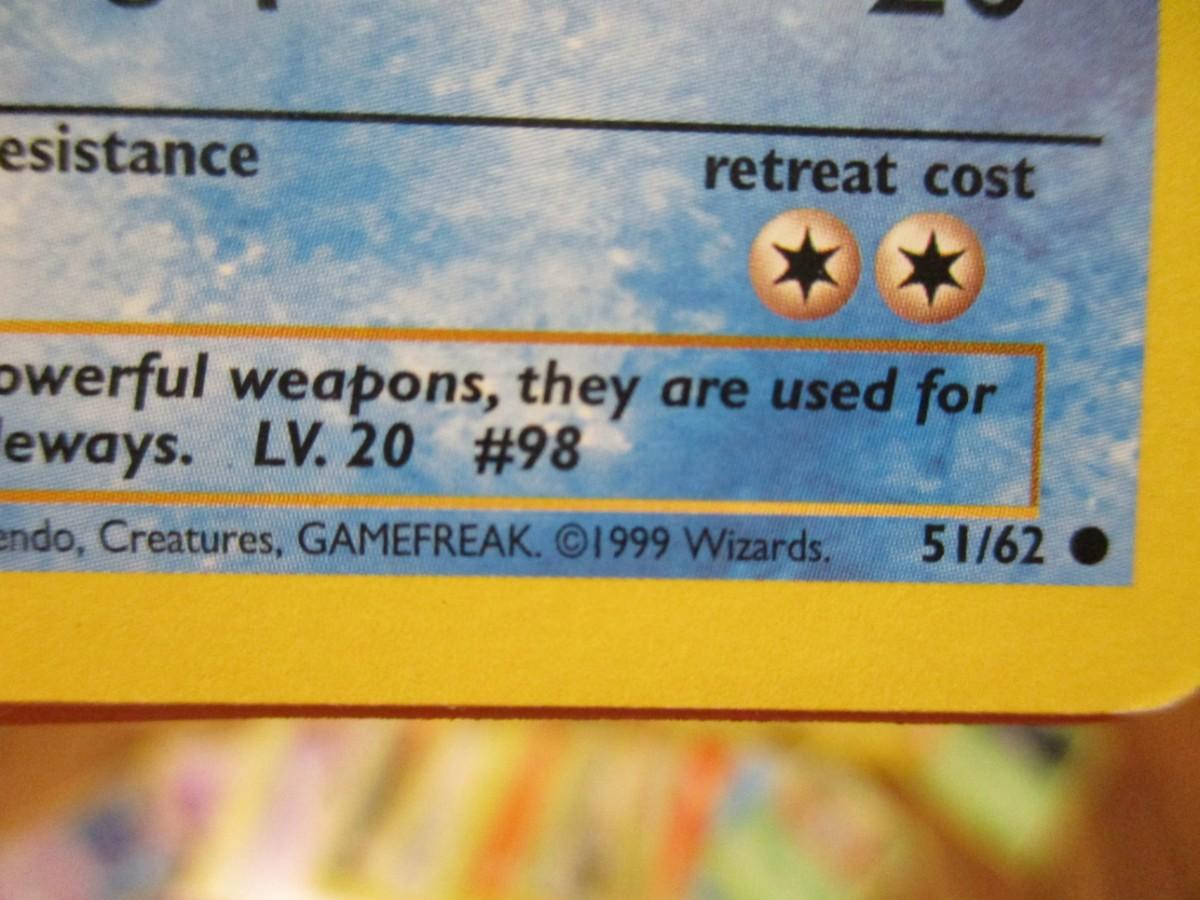 20
esistance
retreat cost
owerful weapons, they are used for
leways. LV. 20 #98
endo, Creatures, GAMEFREAK. ©1999 Wizards. 51/62